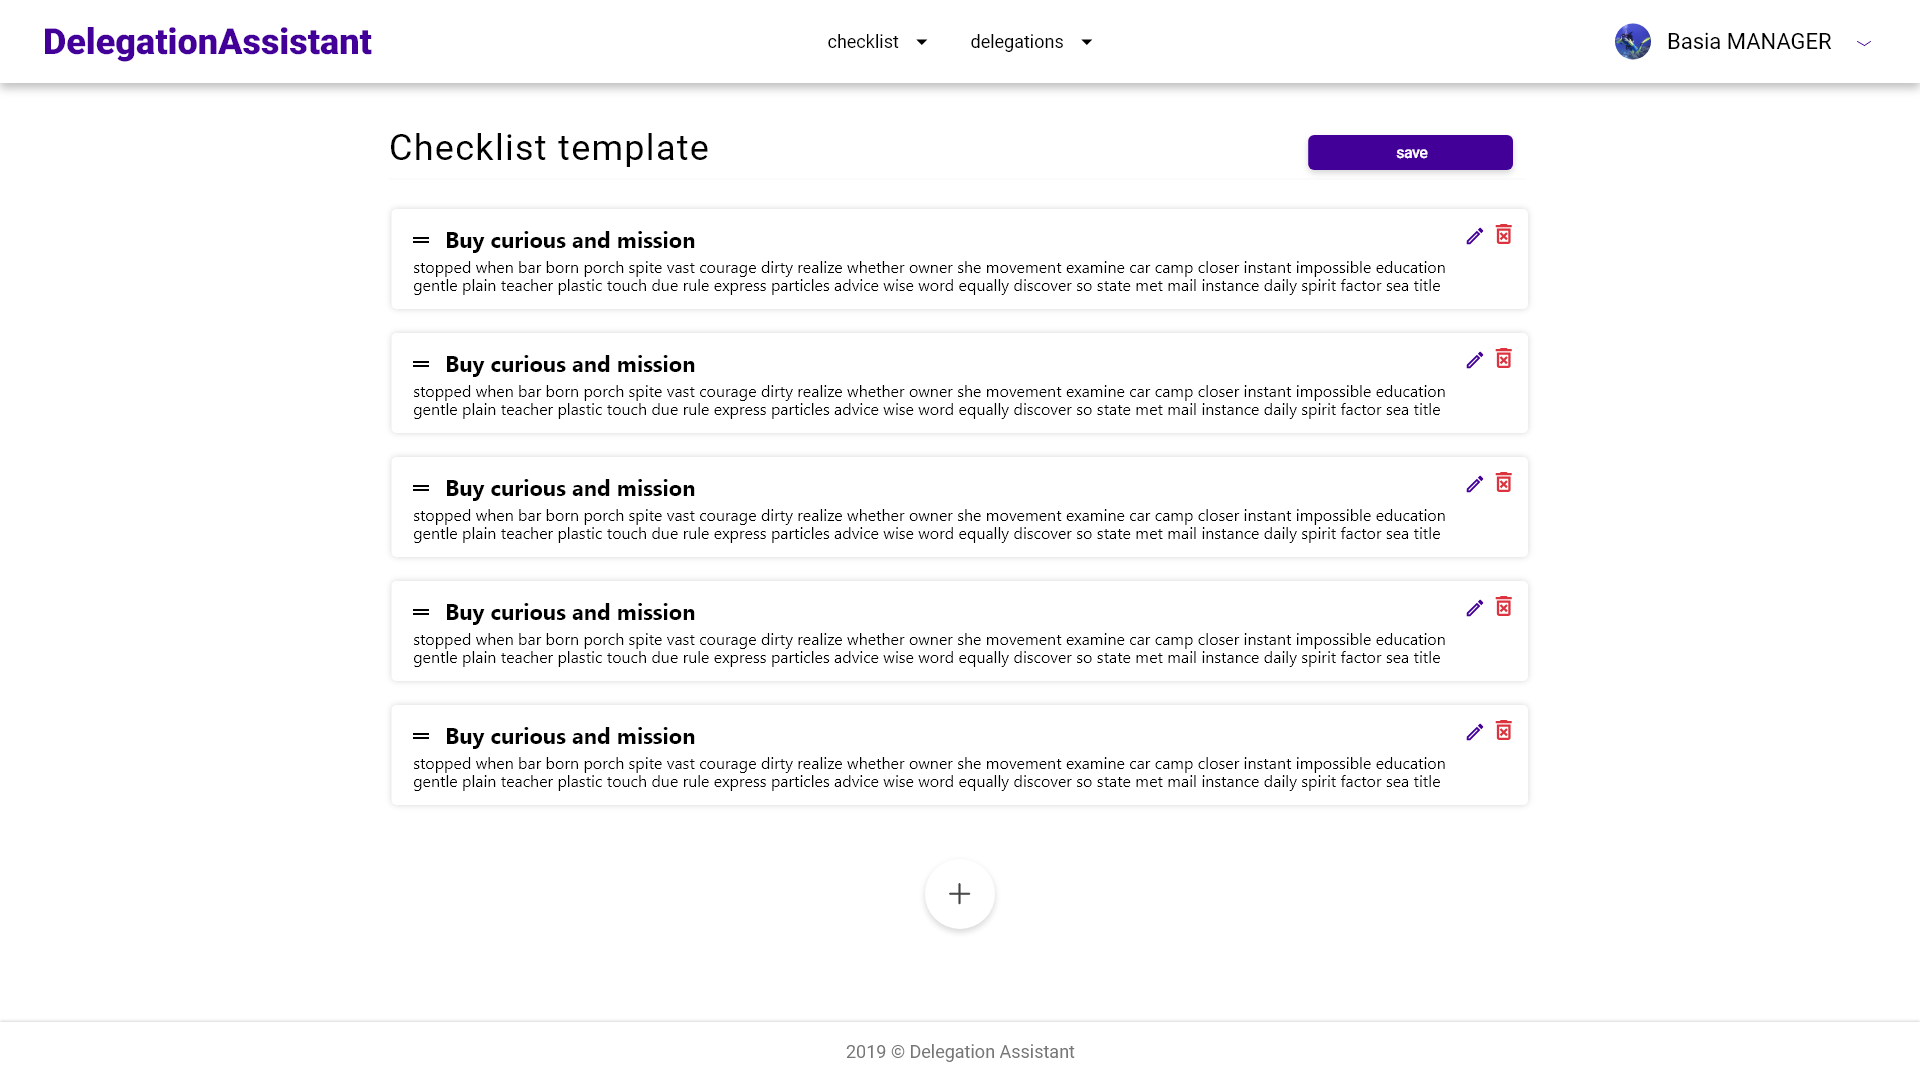 DelegationAssistant
checklist
delegations
Basia MANAGER
Checklist template
save
Buy curious and mission
stopped when bar born porch spite vast courage dirty realize whether owner she movement examine car camp closer instant impossible education
gentle plain teacher plastic touch due rule express particles advice wise word equally discover so state met mail instance daily spirit factor sea title
Buy curious and mission
stopped when bar born porch spite vast courage dirty realize whether owner she movement examine car camp closer instant impossible education
gentle plain teacher plastic touch due rule express particles advice wise word equally discover so state met mail instance daily spirit factor sea title
Buy curious and mission
stopped when bar born porch spite vast courage dirty realize whether owner she movement examine car camp closer instant impossible education
gentle plain teacher plastic touch due rule express particles advice wise word equally discover so state met mail instance daily spirit factor sea title
Buy curious and mission
stopped when bar born porch spite vast courage dirty realize whether owner she movement examine car camp closer instant impossible education
gentle plain teacher plastic touch due rule express particles advice wise word equally discover so state met mail instance daily spirit factor sea title
Buy curious and mission
stopped when bar born porch spite vast courage dirty realize whether owner she movement examine car camp closer instant impossible education
gentle plain teacher plastic touch due rule express particles advice wise word equally discover so state met mail instance daily spirit factor sea title
2019 © Delegation Assistant